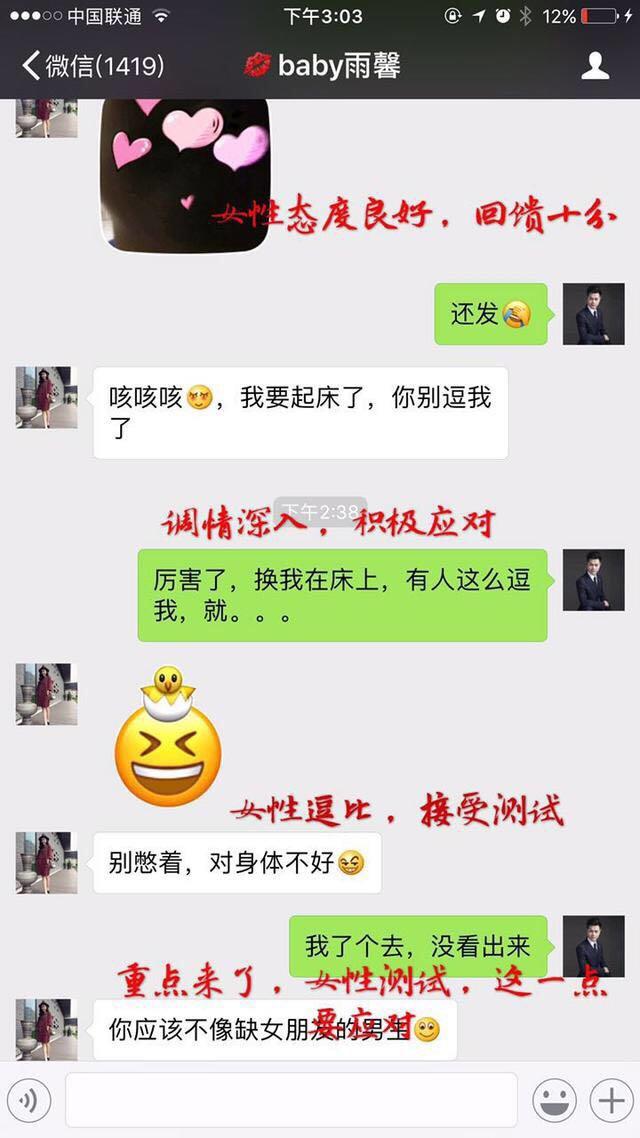 中国联通
下午3:03
12%
微信(1419)
baby雨馨
女性态度良好，回馈十分
还发
咳咳咳，我要起床了，你别逗我
了
下午2:38
调情深入，积极应对
厉害了，换我在床上，有人这么逗
我，就。。。
女性逗比，接受测试
别憋着，对身体不好
我了个去，没看出来
重点来了，女性测试，这一点
要应对
你应该不像缺女朋友的男生